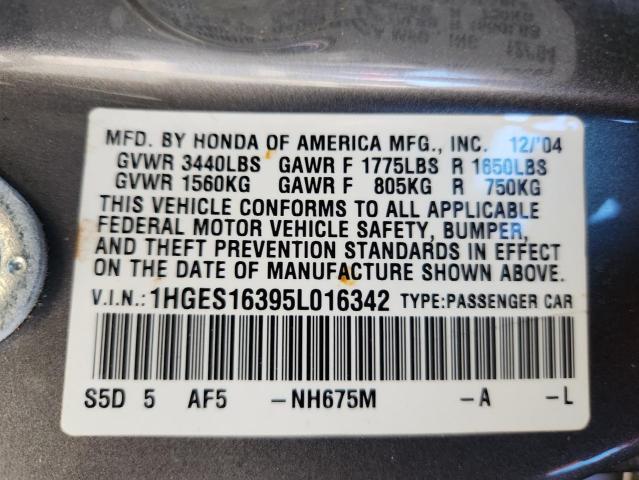 MFD. BY HONDA OF AMERICA MFG., INC. 12/'04
GVWR 3440LBS GAWR F 1775LBS R 1650LBS
GVWR 1560KG GAWR F 805KG R 750KG
THIS VEHICLE CONFORMS TO ALL APPLICABLE
FEDERAL MOTOR VEHICLE SAFETY, BUMPER,
AND THEFT PREVENTION STANDARDS IN EFFECT
ON THE DATE OF MANUFACTURE SHOWN ABOVE.
V.I.N.: 1HGES16395L016342 TYPE:PASSENGER CAR
S5D 5 AF5 -NH675M -A -L